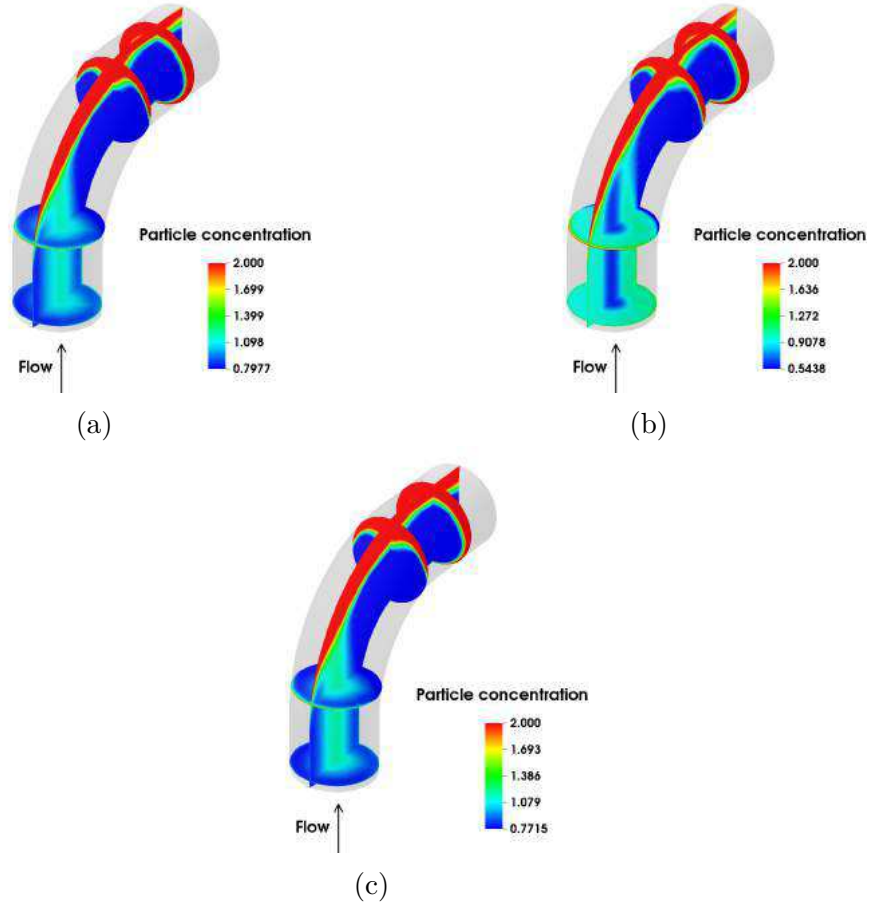 Particle concentration
2.000
1.699
1.399
1.098
0.7977
Flow
(a)
Particle concentration
2.000
1.636
1.272
0.9078
0.5438
Flow
(b)
Particle concentration
2.000
1.693
1.386
1.079
0.7715
Flow
(c)